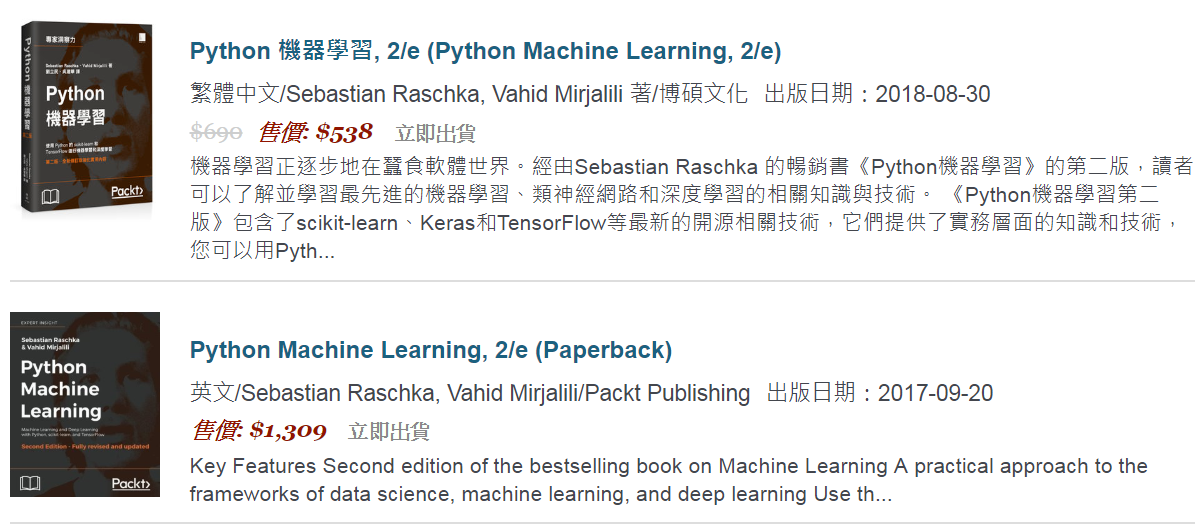 專家洞察力
Sebastian Raschka、Vahid Mirjalili 著
Python
機器學習
Python 機器學習
Packt>
Python 機器學習, 2/e (Python Machine Learning, 2/e)
繁體中文/Sebastian Raschka, Vahid Mirjalili 著/博碩文化 出版日期：2018-08-30
$690 售價: $538 立即出貨
機器學習正逐步地在蠶食軟體世界。經由Sebastian Raschka 的暢銷書《Python機器學習》的第二版，讀者
可以了解並學習最先進的機器學習、類神經網路和深度學習的相關知識與技術。 《Python機器學習第二
版》包含了scikit-learn、Keras和TensorFlow等最新的開源相關技術，它們提供了實務層面的知識和技術，
您可以用Pyth...
EXPERT INSIGHT
Sebastian Raschka
& Vahid Mirjalili
Python
Machine
Learning
Machine Learning and Deep Learning
with Python, scikit-learn, and TensorFlow
Second Edition - Fully revised and updated
Packt>
Python Machine Learning, 2/e (Paperback)
英文/Sebastian Raschka, Vahid Mirjalili/Packt Publishing 出版日期：2017-09-20
售價: $1,309 立即出貨
Key Features Second edition of the bestselling book on Machine Learning A practical approach to the
frameworks of data science, machine learning, and deep learning Use th...